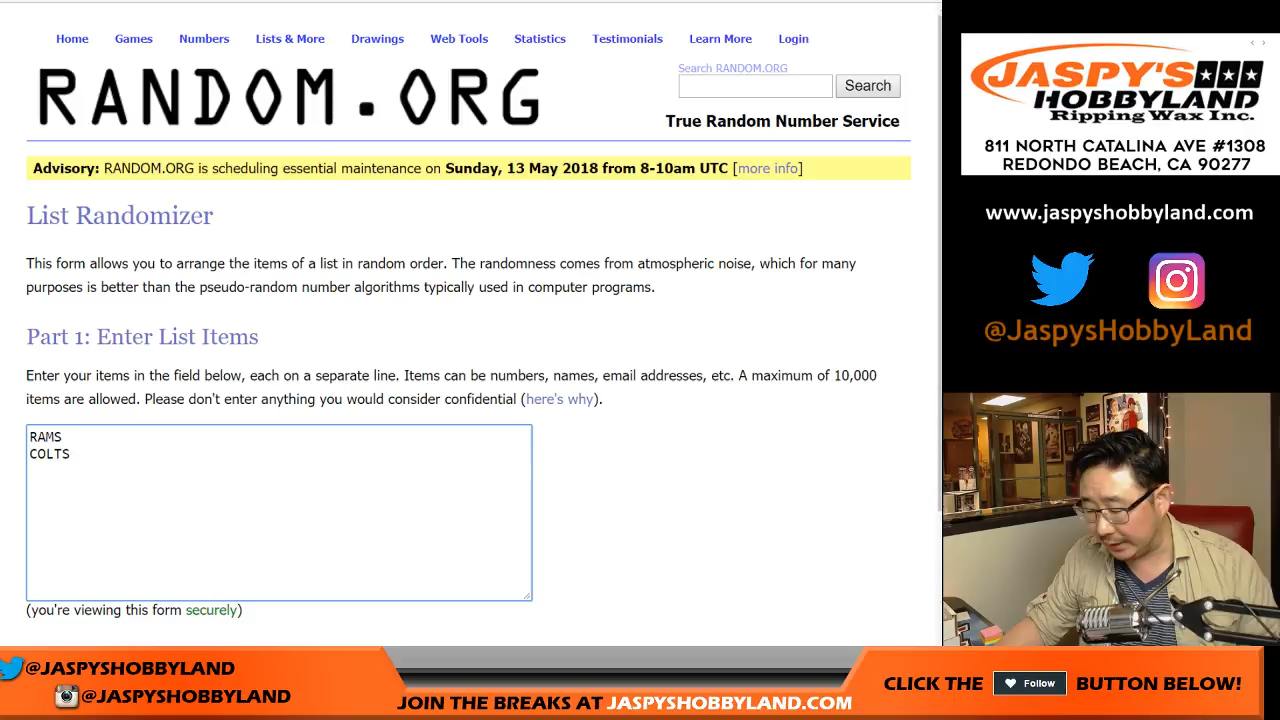 Home Games Numbers Lists & More Drawings Web Tools Statistics Testimonials Learn More Login
RANDOM.ORG
Search RANDOM.ORG
Search
True Random Number Service
Advisory: RANDOM.ORG is scheduling essential maintenance on Sunday, 13 May 2018 from 8-10am UTC [more info]
List Randomizer
This form allows you to arrange the items of a list in random order. The randomness comes from atmospheric noise, which for many
purposes is better than the pseudo-random number algorithms typically used in computer programs.
Part 1: Enter List Items
Enter your items in the field below, each on a separate line. Items can be numbers, names, email addresses, etc. A maximum of 10,000
items are allowed. Please don't enter anything you would consider confidential (here's why).
RAMS
COLTS
(you're viewing this form securely)
JASPY'S
HOBBYLAND
Ripping Wax Inc.
811 NORTH CATALINA AVE #1308
REDONDO BEACH, CA 90277
www.jaspyshobbyland.com
@JaspysHobbyLand
@JASPYSHOBBYLAND
@JASPYSHOBBYLAND
JOIN THE BREAKS AT JASPYSHOBBYLAND.COM
CLICK THE Follow BUTTON BELOW!